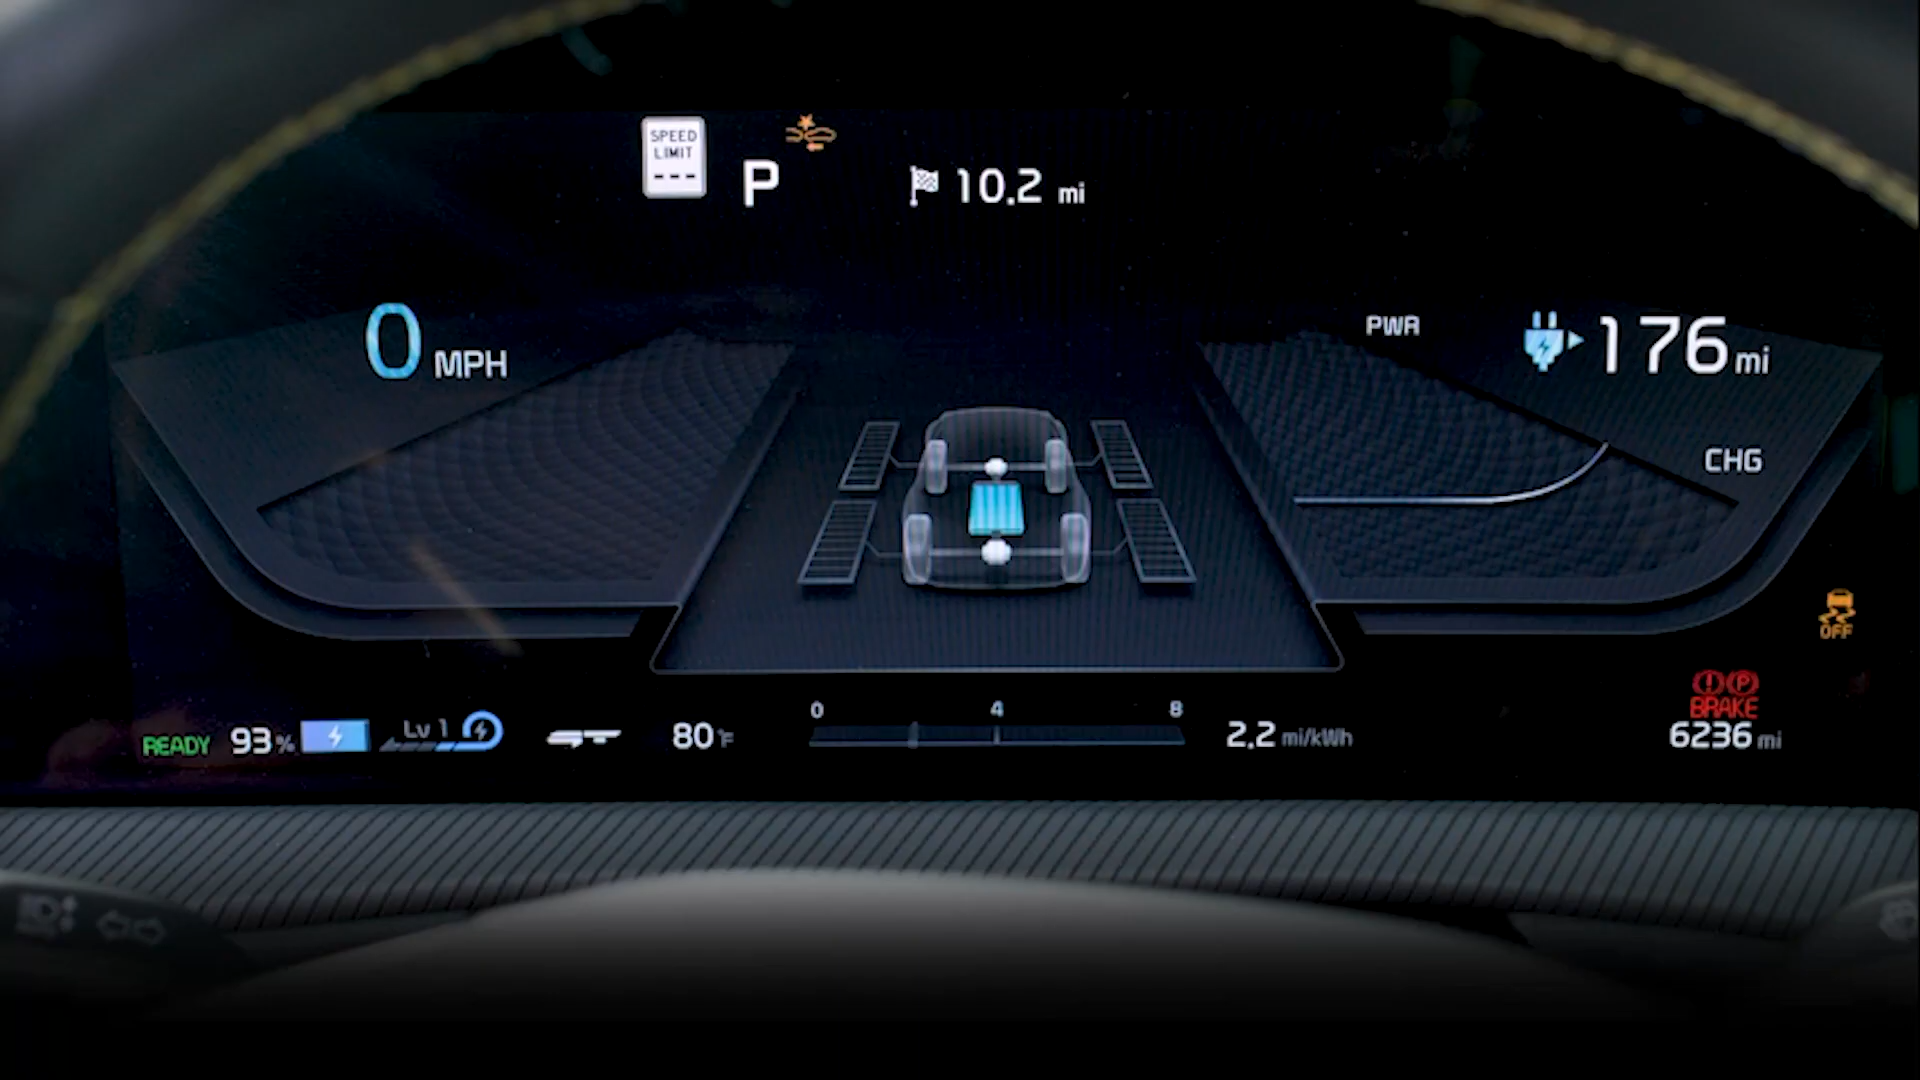 SPEED
LIMIT
---
P
10.2 mi
0 MPH
PWR
176 mi
CHG
OFF
READY
93%
Lv 1
80°F
0 4 8
2.2 mi/kWh
P
BRAKE
6236 mi